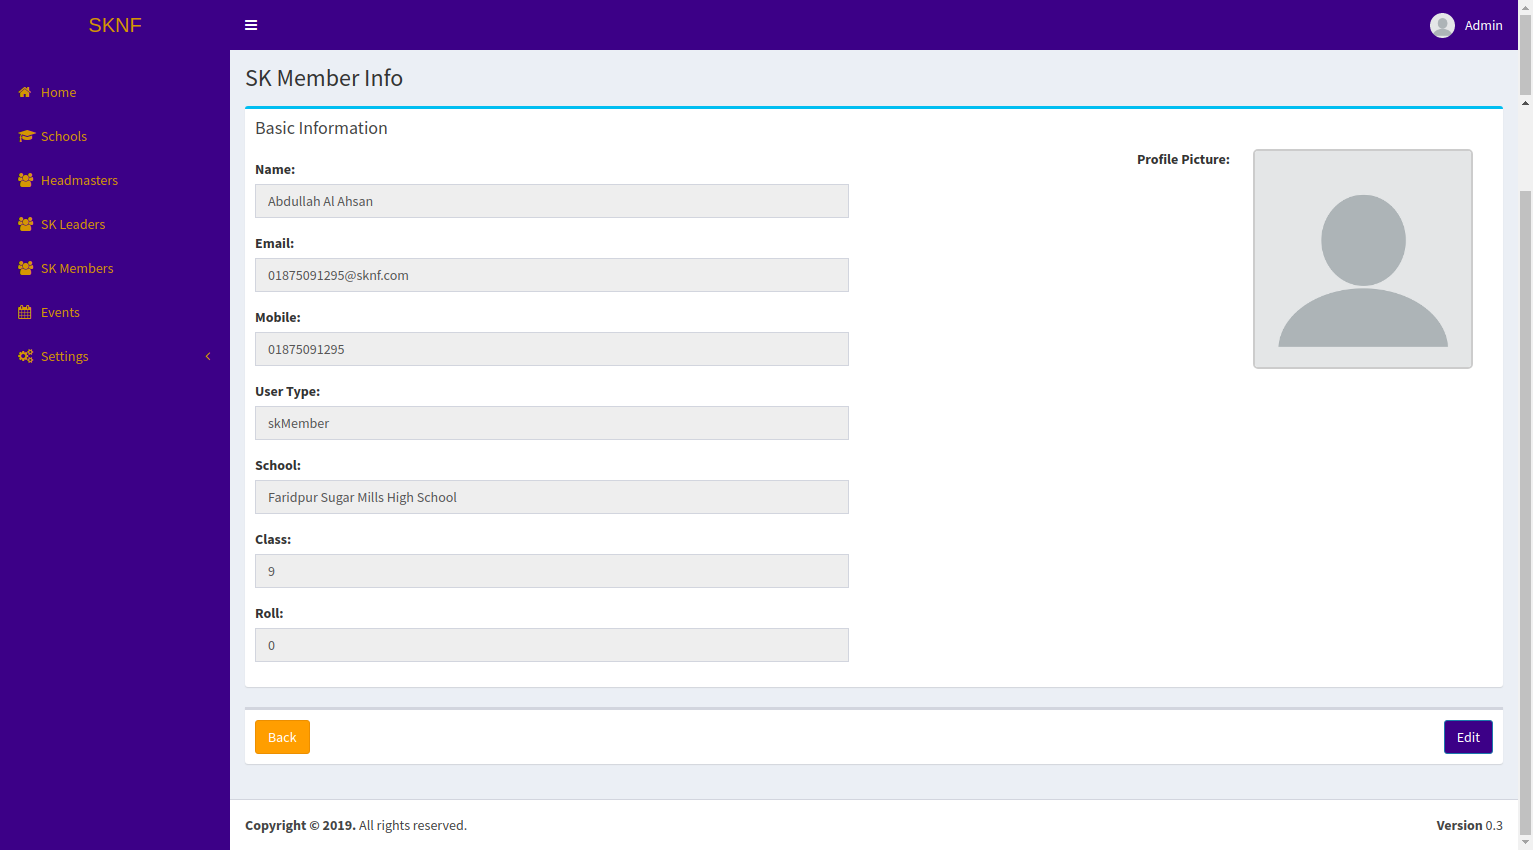 SKNF
Admin
Home
Schools
Headmasters
SK Leaders
SK Members
Events
Settings
SK Member Info
Basic Information
Name:
Abdullah Al Ahsan
Email:
01875091295@sknf.com
Mobile:
01875091295
User Type:
skMember
School:
Faridpur Sugar Mills High School
Class:
9
Roll:
0
Profile Picture:
Back
Edit
Copyright © 2019. All rights reserved.
Version 0.3